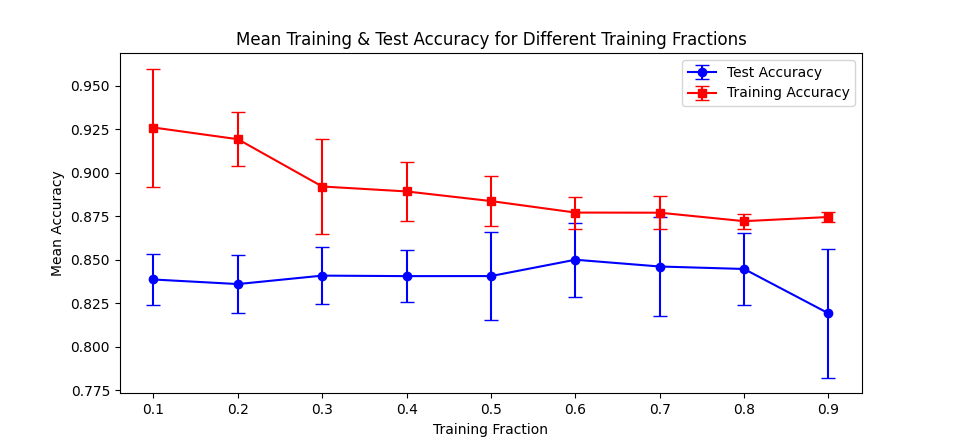 Mean Training & Test Accuracy for Different Training Fractions
Test Accuracy
Training Accuracy
Mean Accuracy
0.950
0.925
0.900
0.875
0.850
0.825
0.800
0.775
0.1 0.2 0.3 0.4 0.5 0.6 0.7 0.8 0.9
Training Fraction